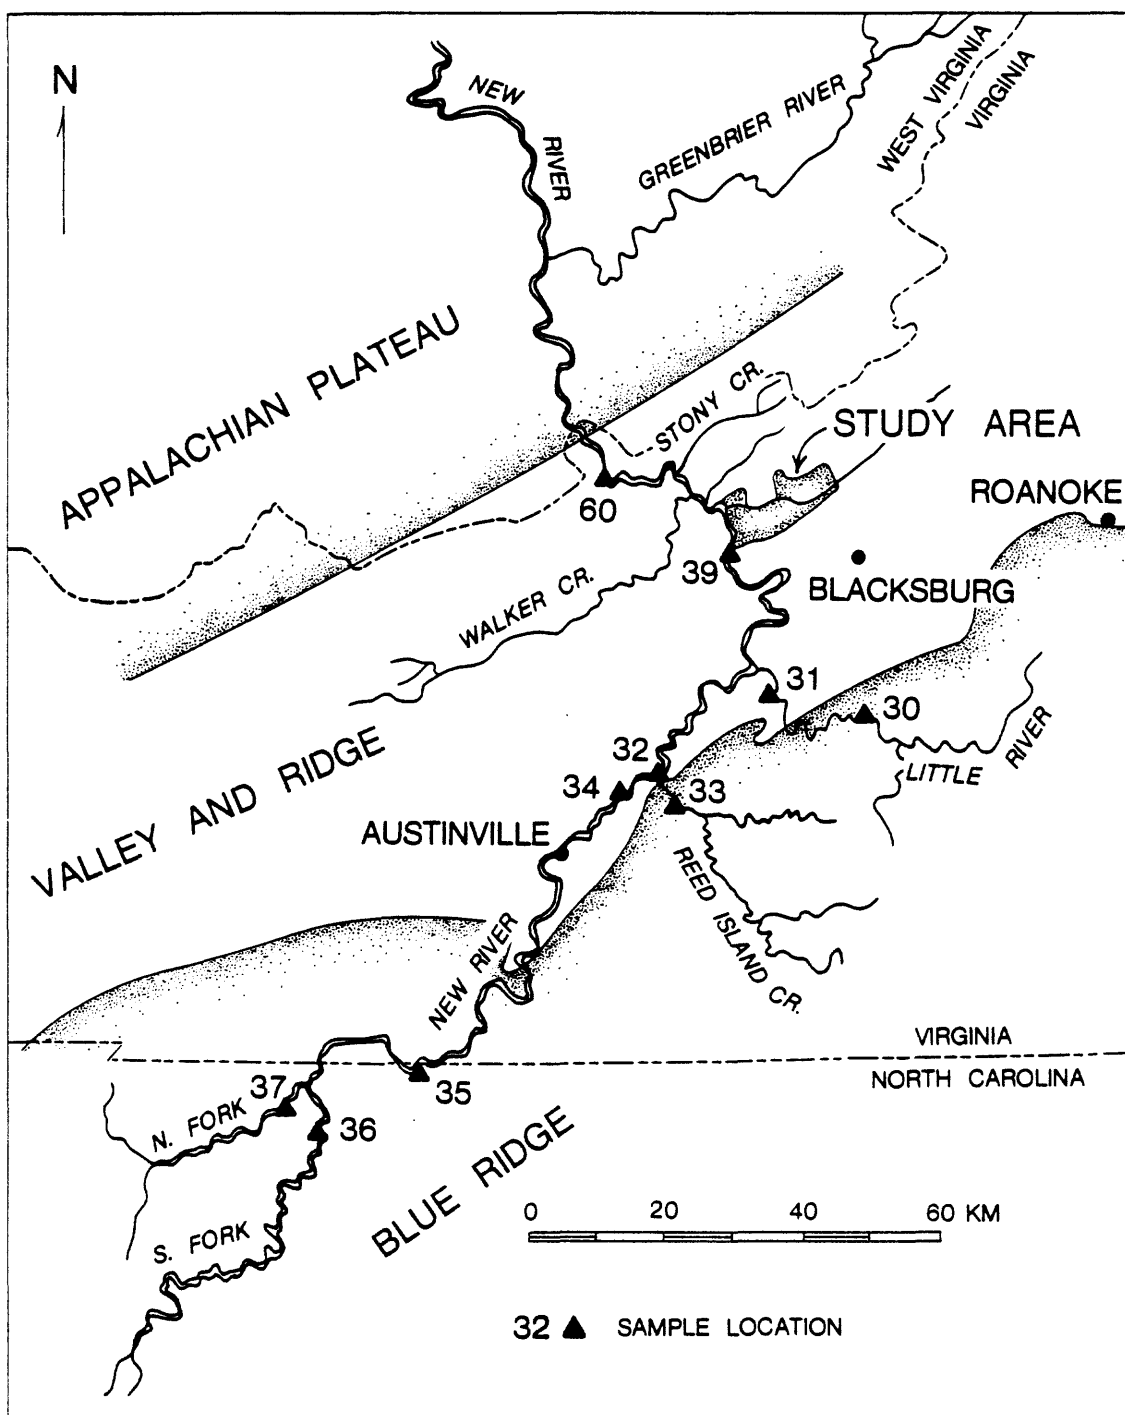 N
NEW
RIVER
GREENBRIER RIVER
WEST VIRGINIA
VIRGINIA
APPALACHIAN PLATEAU
STONY CR.
STUDY AREA
ROANOKE
60
39
BLACKSBURG
WALKER CR.
31
30
LITTLE
RIVER
VALLEY AND RIDGE
32
34
33
AUSTINVILLE
REED ISLAND CR.
NEW RIVER
VIRGINIA
NORTH CAROLINA
37
35
N. FORK
36
BLUE RIDGE
S. FORK
0 20 40 60 KM
32 SAMPLE LOCATION